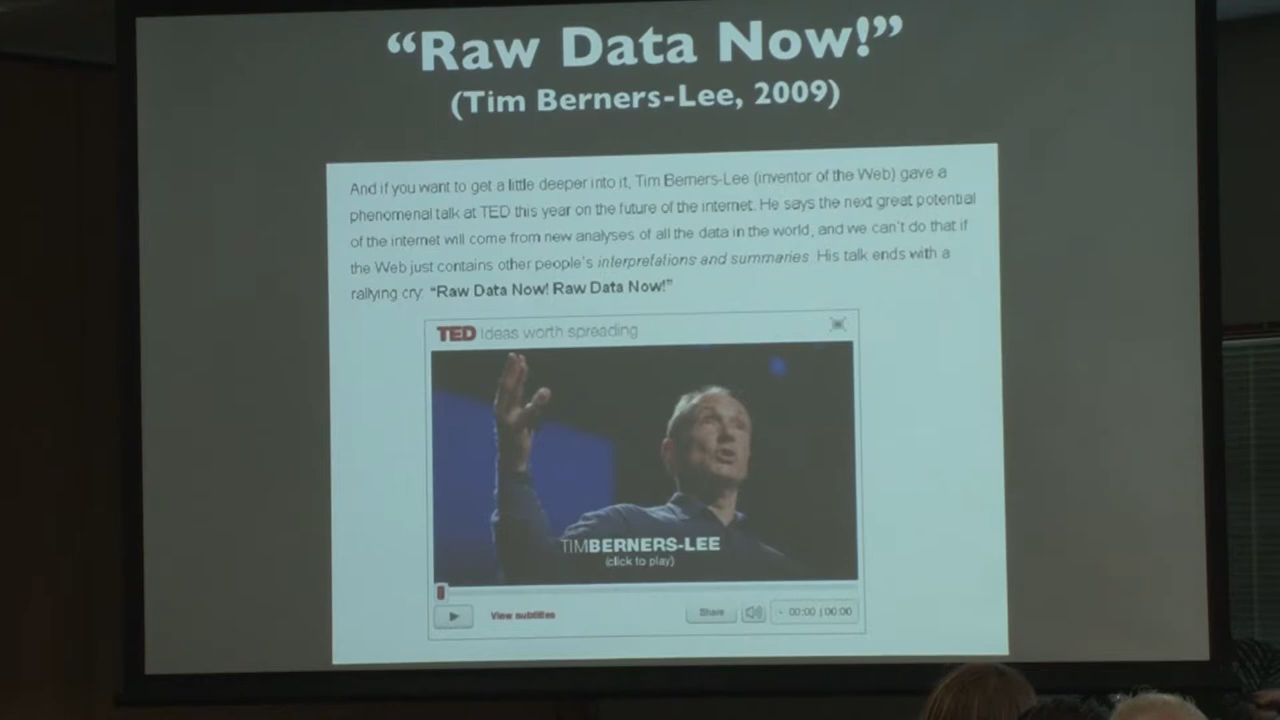 “Raw Data Now!”
(Tim Berners-Lee, 2009)
And if you want to get a little deeper into it, Tim Berners-Lee (inventor of the Web) gave a
phenomenal talk at TED this year on the future of the internet. He says the next great potential
of the internet will come from new analyses of all the data in the world, and we can't do that if
the Web just contains other people's interpretations and summaries. His talk ends with a
rallying cry: “Raw Data Now! Raw Data Now!”
TED Ideas worth spreading
TIMBERNERS-LEE
(click to play)
View subtitles
Share
00:00 | 00:00